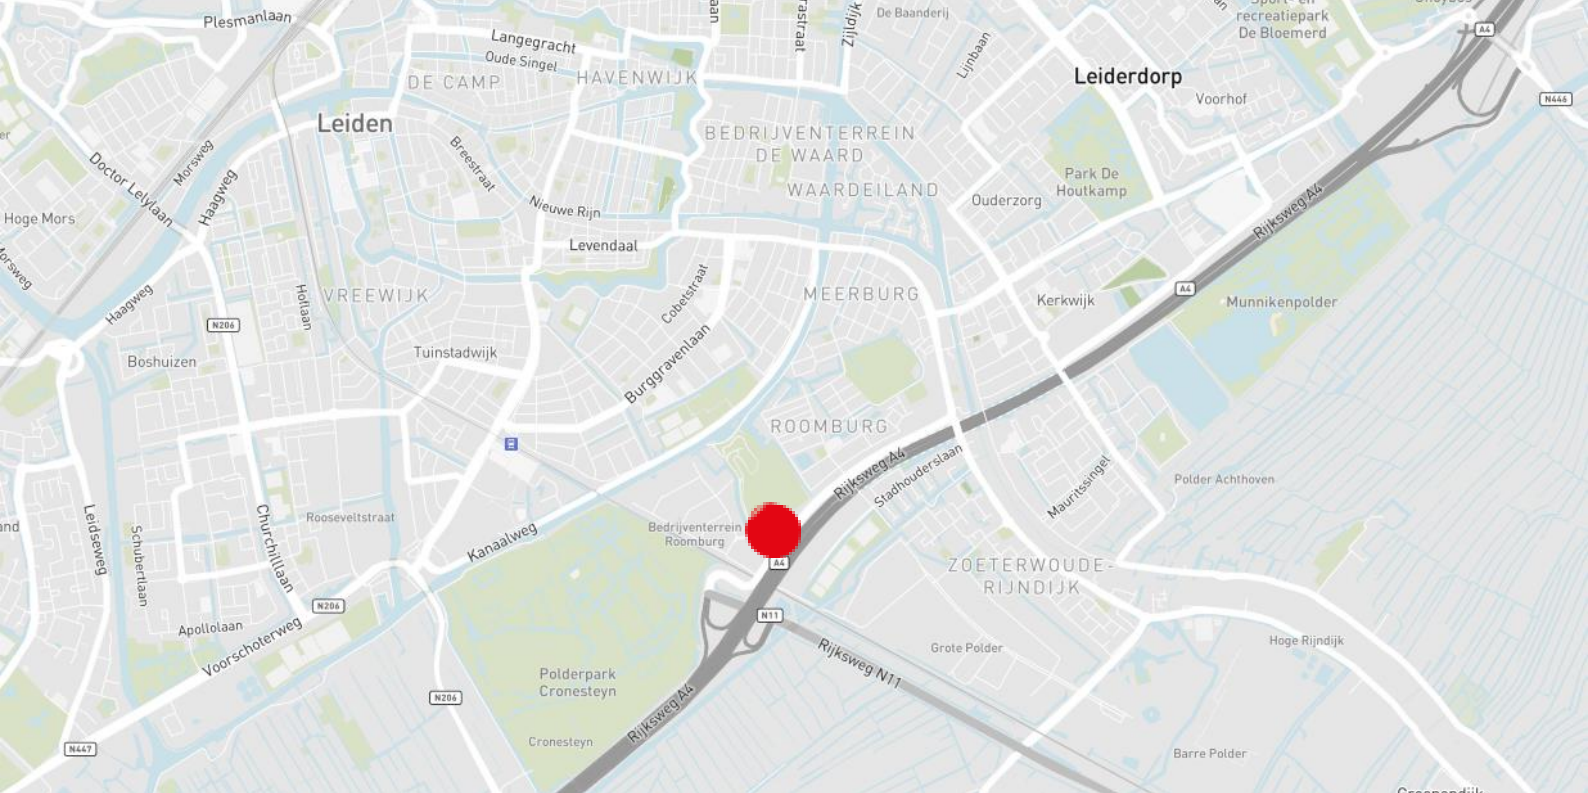 Plesmanlaan
Langegracht
Oude Singel
De Baanderij
Zijldijk
Lijnbaan
recreatiepark
De Bloemerd
A4
N446
DE CAMP
HAVENWIJK
Leiderdorp
Voorhof
Leiden
BEDRIJVENTERREIN
DE WAARD
Morsweg
Breestraat
Doctor Lelylaan
Haagweg
WAARDEILAND
Park De
Houtkamp
Ouderzorg
Hoge Mors
Nieuwe Rijn
Levendaal
Rijksweg A4
Haagweg
Hoflaan
VREEWIJK
Cobetstraat
MEERBURG
Kerkwijk
A4
Munnikenpolder
N206
Boshuizen
Tuinstadwijk
Burggravenlaan
ROOMBURG
Rijksweg A4
Stadhouderslaan
Mauritssingel
Polder Achthoven
Leidseweg
Schubertlaan
Churchilllaan
Rooseveltstraat
Kanaalweg
Bedrijventerrein
Roomburg
A4
ZOETERWOUDE-
RIJNDIJK
N206
Apollolaan
Voorschoterweg
N11
Rijksweg N11
Grote Polder
Hoge Rijndijk
Polderpark
Cronesteyn
N206
Rijksweg A4
Cronesteyn
N447
Barre Polder